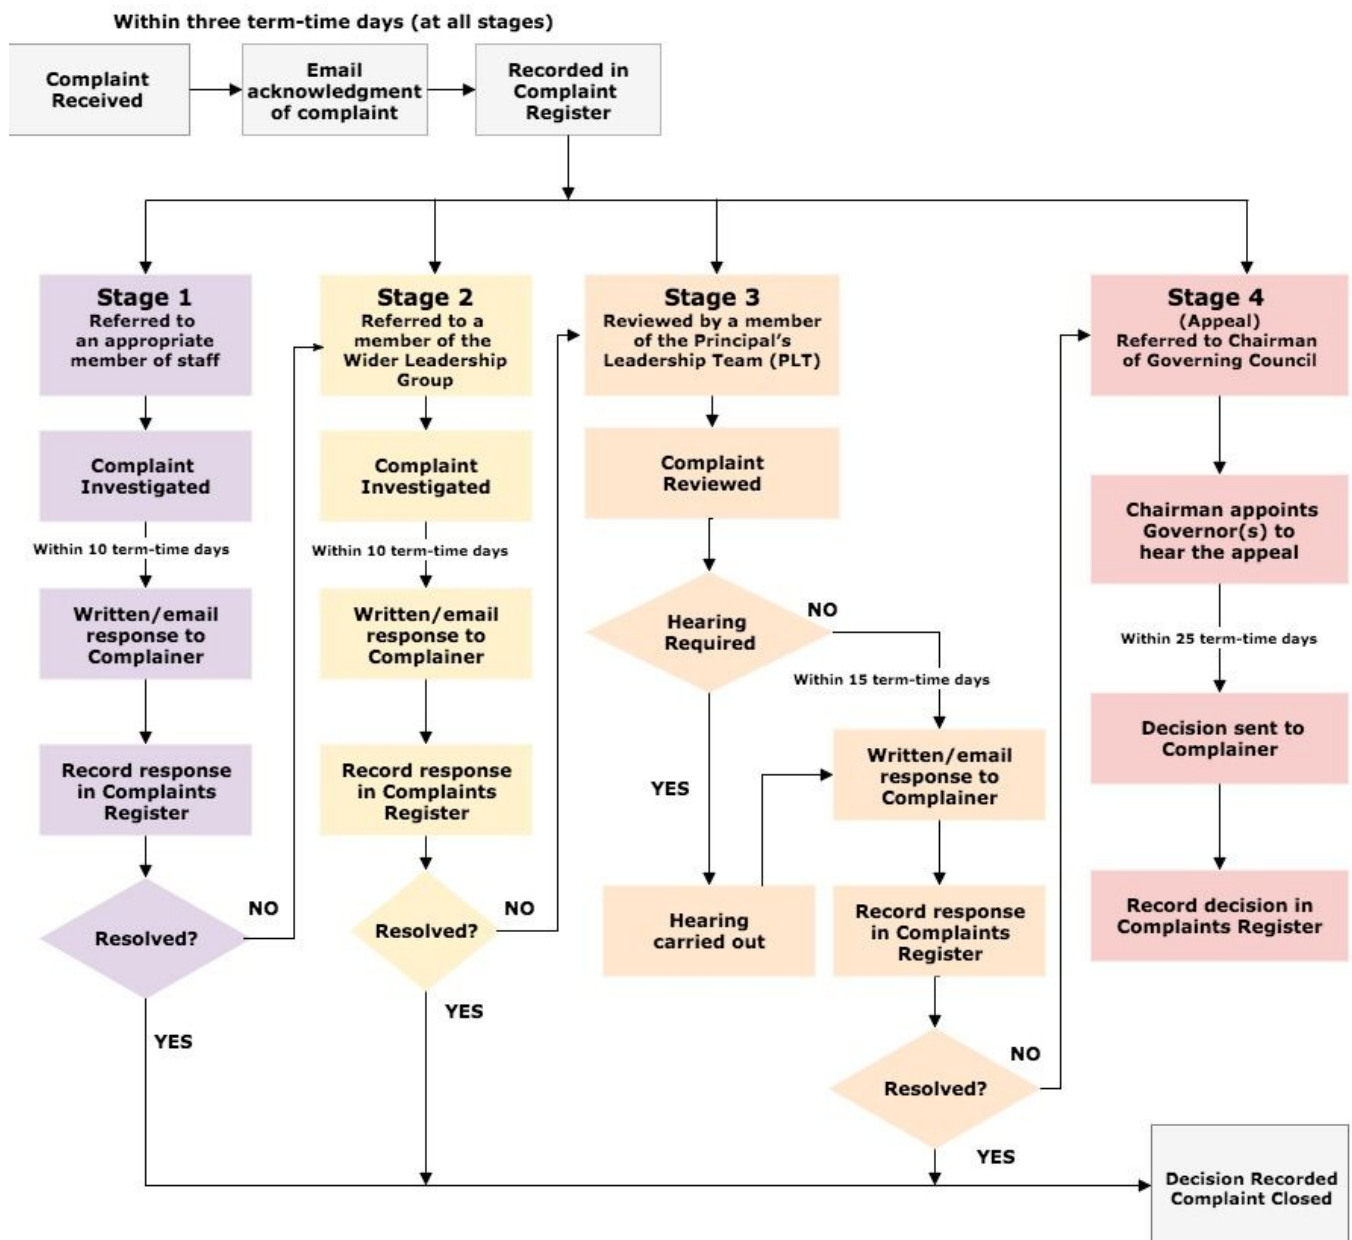 Within three term-time days (at all stages)
Complaint
Received
Email
acknowledgment
of complaint
Recorded in
Complaint
Register
Stage 1
Referred to
an appropriate
member of staff
Complaint
Investigated
Within 10 term-time days
Written/email
response to
Complainer
Record response
in Complaints
Register
Resolved?
NO
YES
Stage 2
Referred to a
member of the
Wider Leadership
Group
Complaint
Investigated
Within 10 term-time days
Written/email
response to
Complainer
Record response
in Complaints
Register
Resolved?
NO
YES
Stage 3
Reviewed by a member
of the Principal's
Leadership Team (PLT)
Complaint
Reviewed
Hearing
Required
NO
Within 15 term-time days
YES
Hearing
carried out
Written/email
response to
Complainer
Record response
in Complaints
Register
Resolved?
NO
YES
Stage 4
(Appeal)
Referred to Chairman
of Governing Council
Chairman appoints
Governor(s) to
hear the appeal
Within 25 term-time days
Decision sent to
Complainer
Record decision in
Complaints Register
Decision Recorded
Complaint Closed